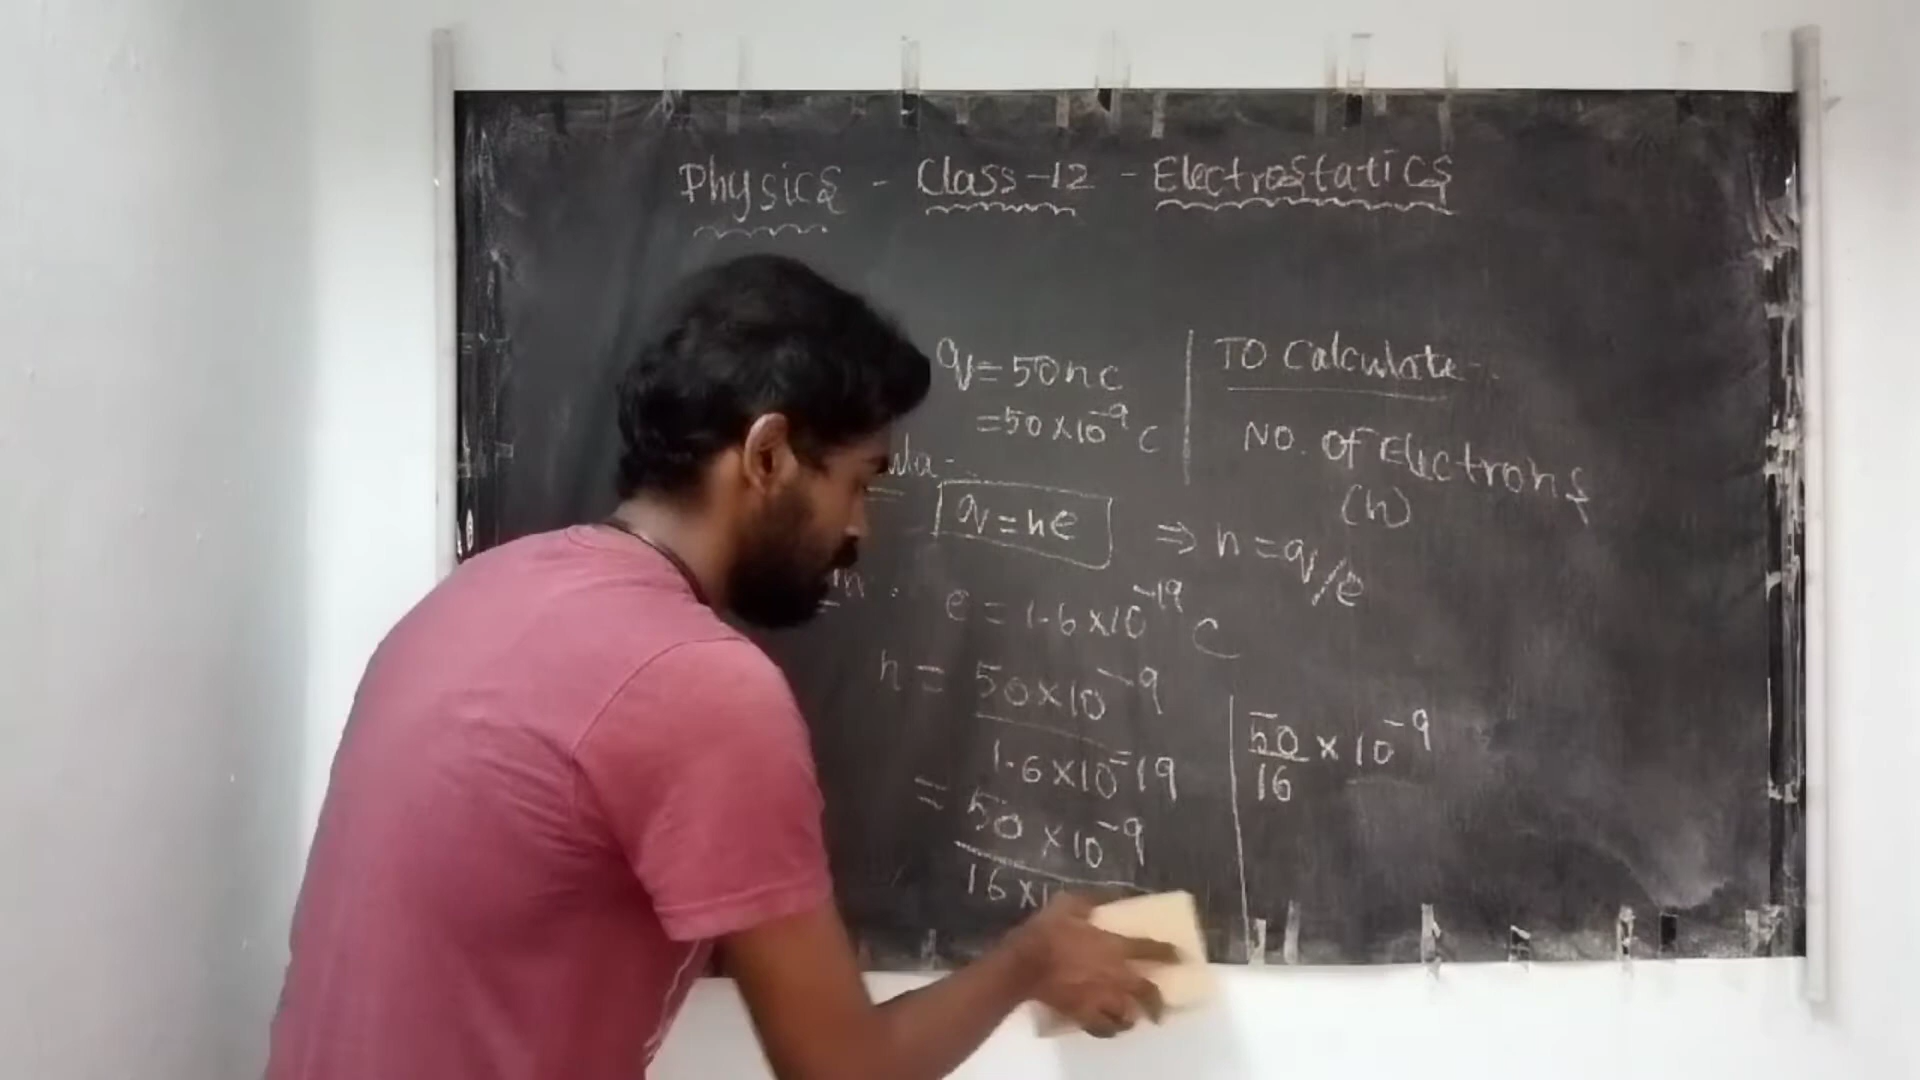 Physics - Class-12 - Electrostatics
q = 50nc
= 50 × 10⁻⁹ C
TO Calculate-
NO. of Electrons
(n)
q = ne
⇒ n = q/e
e = 1.6 × 10⁻¹⁹ C
n = 50×10⁻⁹
1.6×10⁻¹⁹
= 50 × 10⁻⁹
16 ×
50 × 10⁻⁹
16